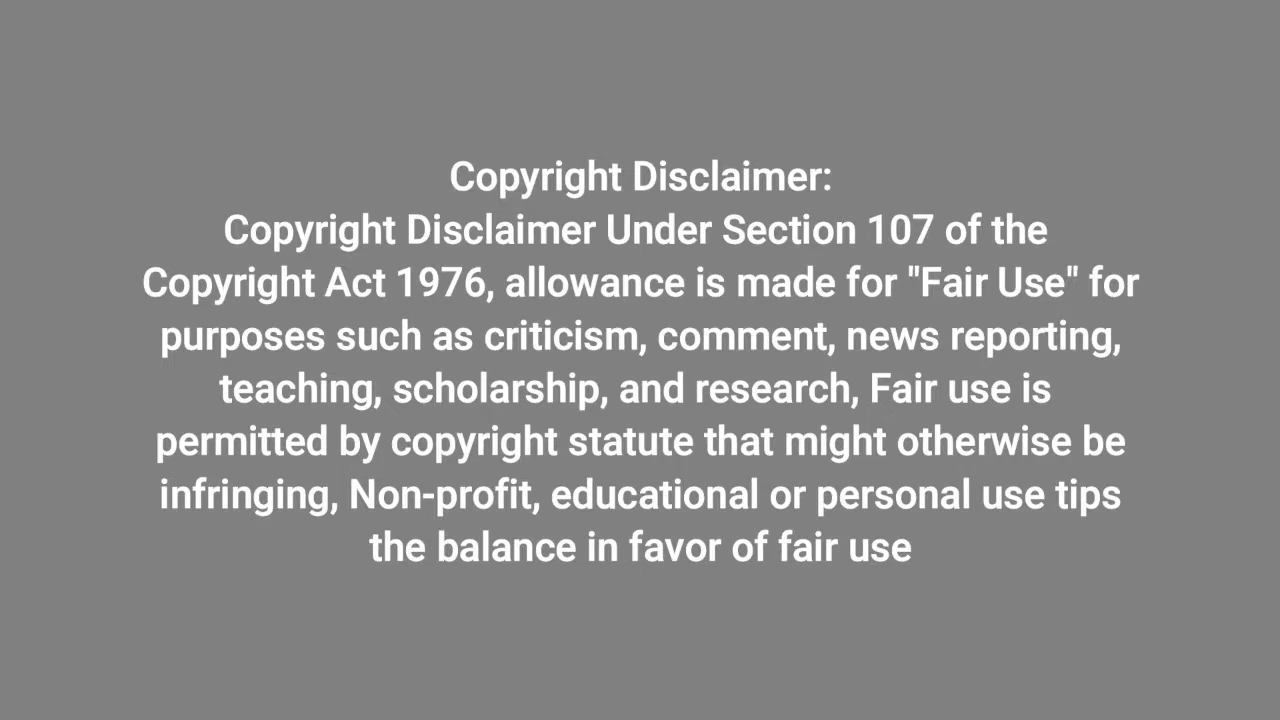 Copyright Disclaimer:
Copyright Disclaimer Under Section 107 of the
Copyright Act 1976, allowance is made for "Fair Use" for
purposes such as criticism, comment, news reporting,
teaching, scholarship, and research, Fair use is
permitted by copyright statute that might otherwise be
infringing, Non-profit, educational or personal use tips
the balance in favor of fair use